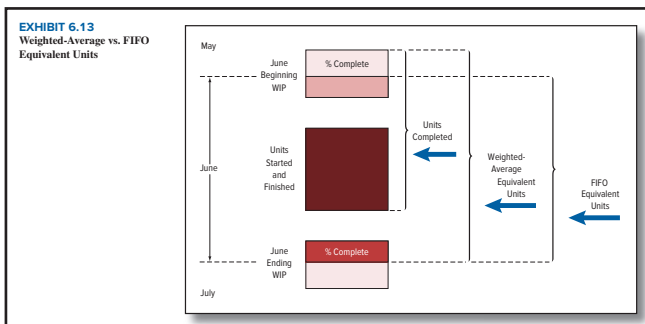 EXHIBIT 6.13
Weighted-Average vs. FIFO
Equivalent Units
May
June
Beginning
WIP
% Complete
Units
Started
and
Finished
June
Units
Completed
Weighted-
Average
Equivalent
Units
FIFO
Equivalent
Units
June
Ending
WIP
% Complete
July